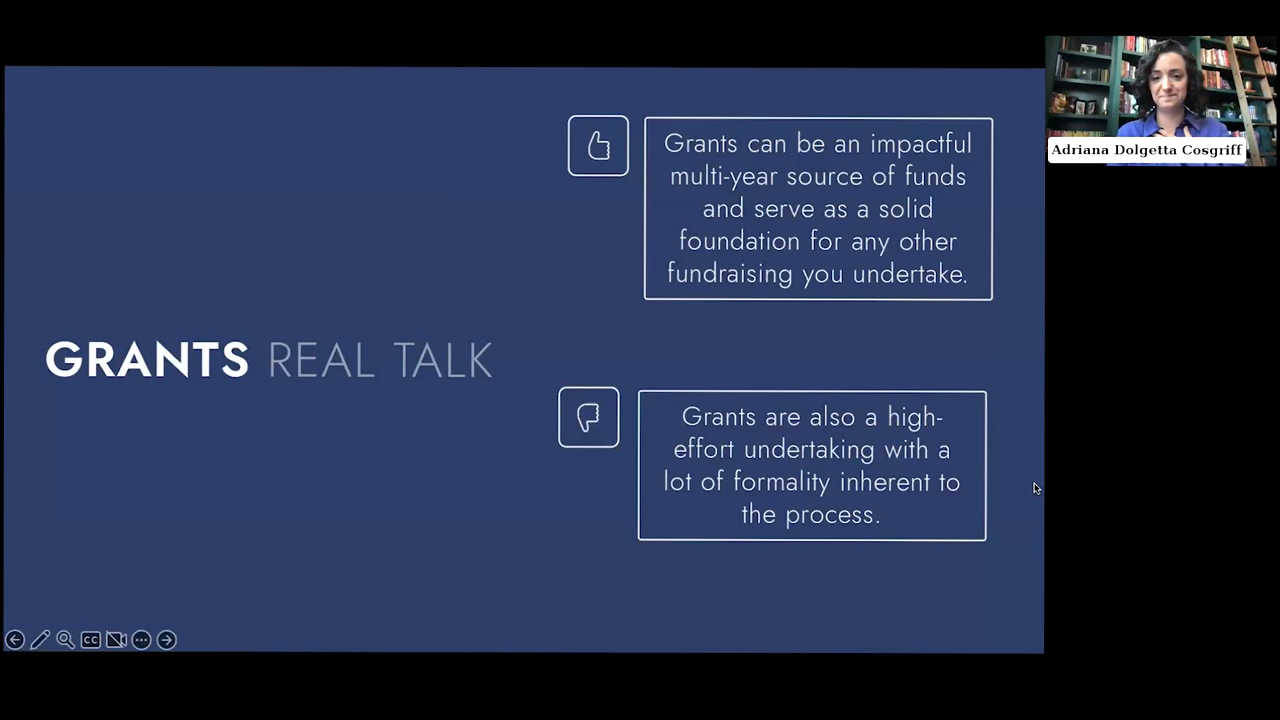 Grants can be an impactful
multi-year source of funds
and serve as a solid
foundation for any other
fundraising you undertake.
GRANTS REAL TALK
Grants are also a high-
effort undertaking with a
lot of formality inherent to
the process.
Adriana Dolgetta Cosgriff
CC